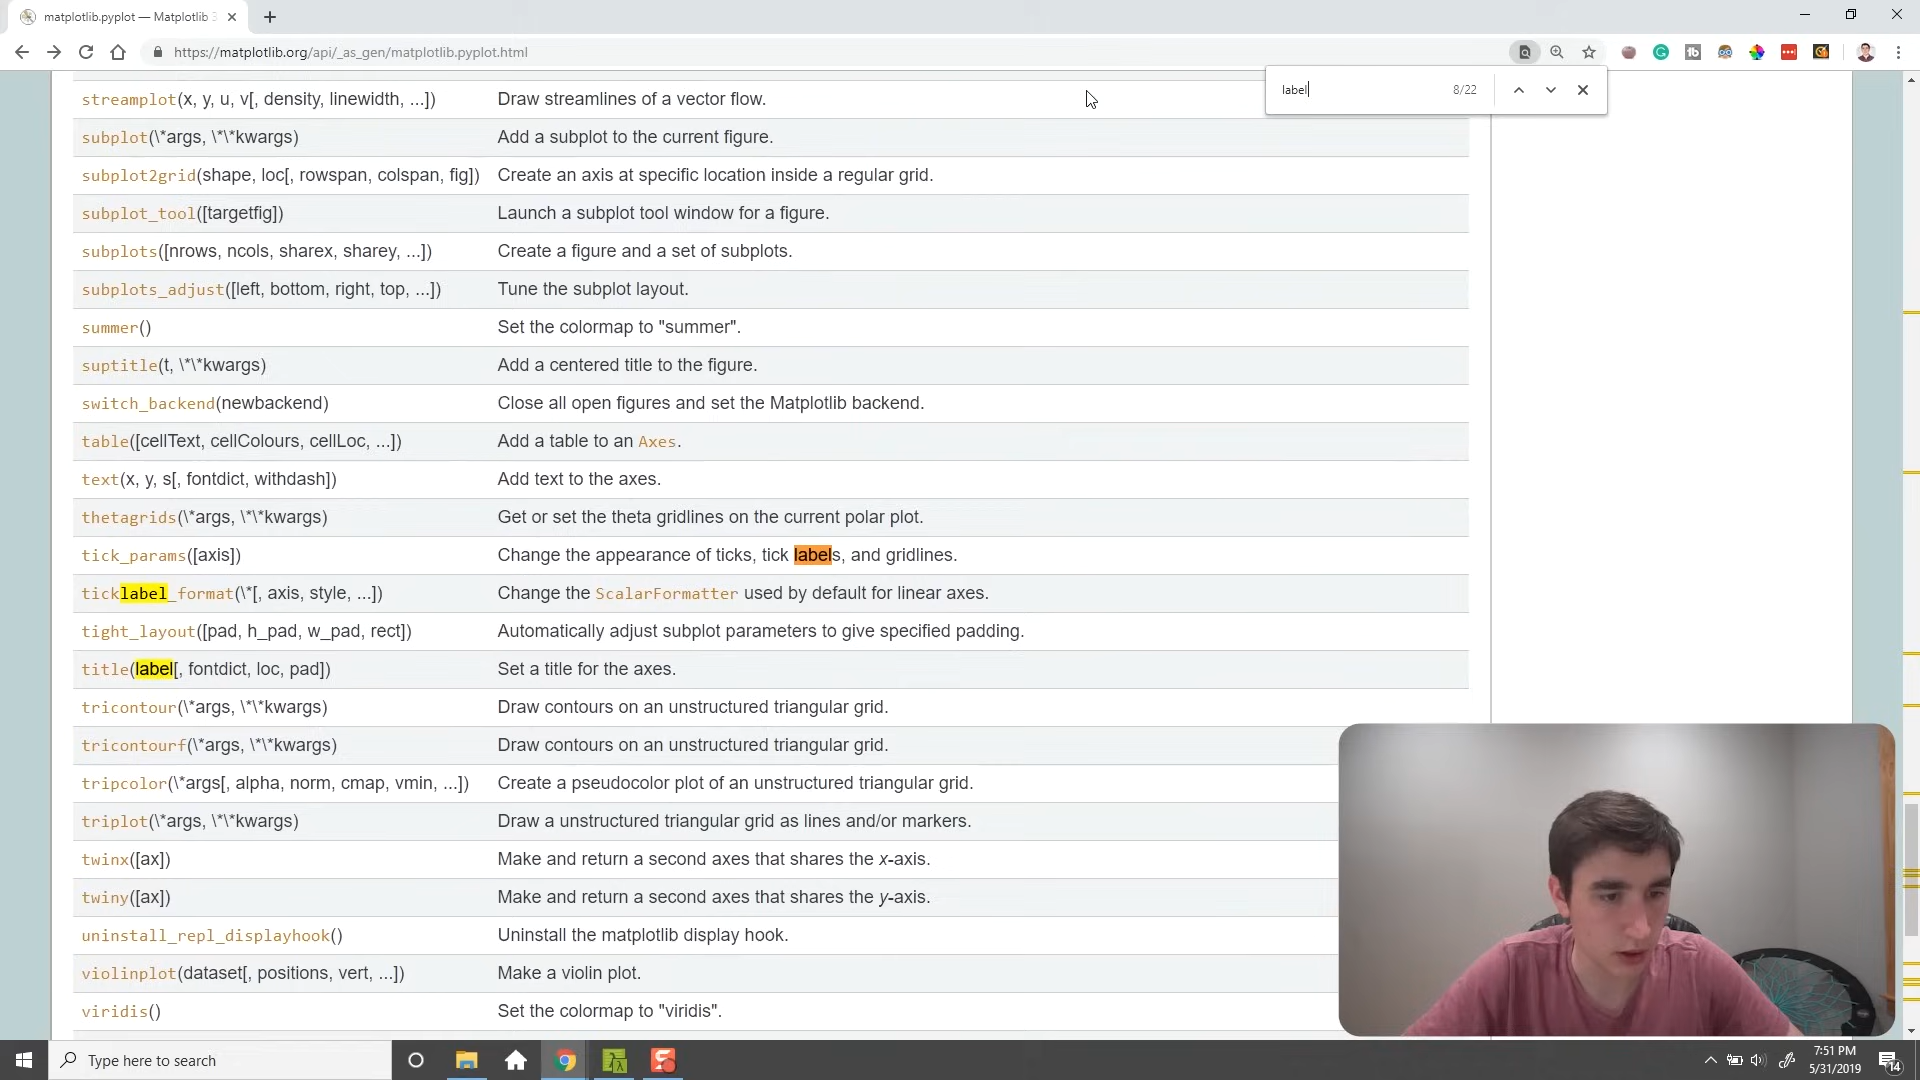 matplotlib.pyplot — Matplotlib 3
https://matplotlib.org/api/_as_gen/matplotlib.pyplot.html
label 8/22
streamplot(x, y, u, v[, density, linewidth, ...]) Draw streamlines of a vector flow.
subplot(\*args, \*\*kwargs) Add a subplot to the current figure.
subplot2grid(shape, loc[, rowspan, colspan, fig]) Create an axis at specific location inside a regular grid.
subplot_tool([targetfig]) Launch a subplot tool window for a figure.
subplots([nrows, ncols, sharex, sharey, ...]) Create a figure and a set of subplots.
subplots_adjust([left, bottom, right, top, ...]) Tune the subplot layout.
summer() Set the colormap to "summer".
suptitle(t, \*\*kwargs) Add a centered title to the figure.
switch_backend(newbackend) Close all open figures and set the Matplotlib backend.
table([cellText, cellColours, cellLoc, ...]) Add a table to an Axes.
text(x, y, s[, fontdict, withdash]) Add text to the axes.
thetagrids(\*args, \*\*kwargs) Get or set the theta gridlines on the current polar plot.
tick_params([axis]) Change the appearance of ticks, tick labels, and gridlines.
ticklabel_format(\*[, axis, style, ...]) Change the ScalarFormatter used by default for linear axes.
tight_layout([pad, h_pad, w_pad, rect]) Automatically adjust subplot parameters to give specified padding.
title(label[, fontdict, loc, pad]) Set a title for the axes.
tricontour(\*args, \*\*kwargs) Draw contours on an unstructured triangular grid.
tricontourf(\*args, \*\*kwargs) Draw contours on an unstructured triangular grid.
tripcolor(\*args[, alpha, norm, cmap, vmin, ...]) Create a pseudocolor plot of an unstructured triangular grid.
triplot(\*args, \*\*kwargs) Draw a unstructured triangular grid as lines and/or markers.
twinx([ax]) Make and return a second axes that shares the x-axis.
twiny([ax]) Make and return a second axes that shares the y-axis.
uninstall_repl_displayhook() Uninstall the matplotlib display hook.
violinplot(dataset[, positions, vert, ...]) Make a violin plot.
viridis() Set the colormap to "viridis".
Type here to search
7:51 PM
5/31/2019
14